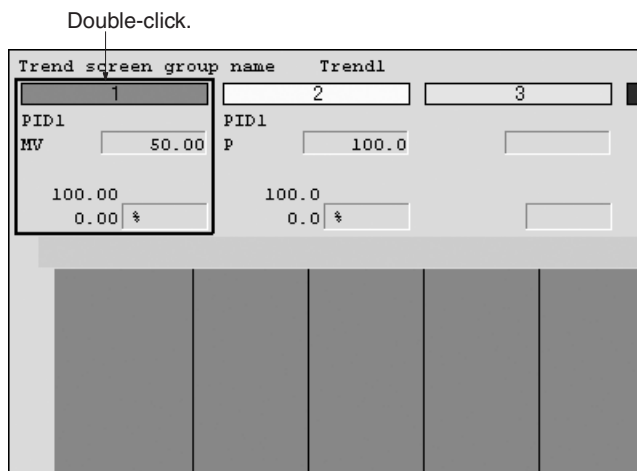 Double-click.
Trend screen group name Trend1
1 2 3
PID1 PID1
MV 50.00 P 100.0
100.00 100.0
0.00 % 0.0 %